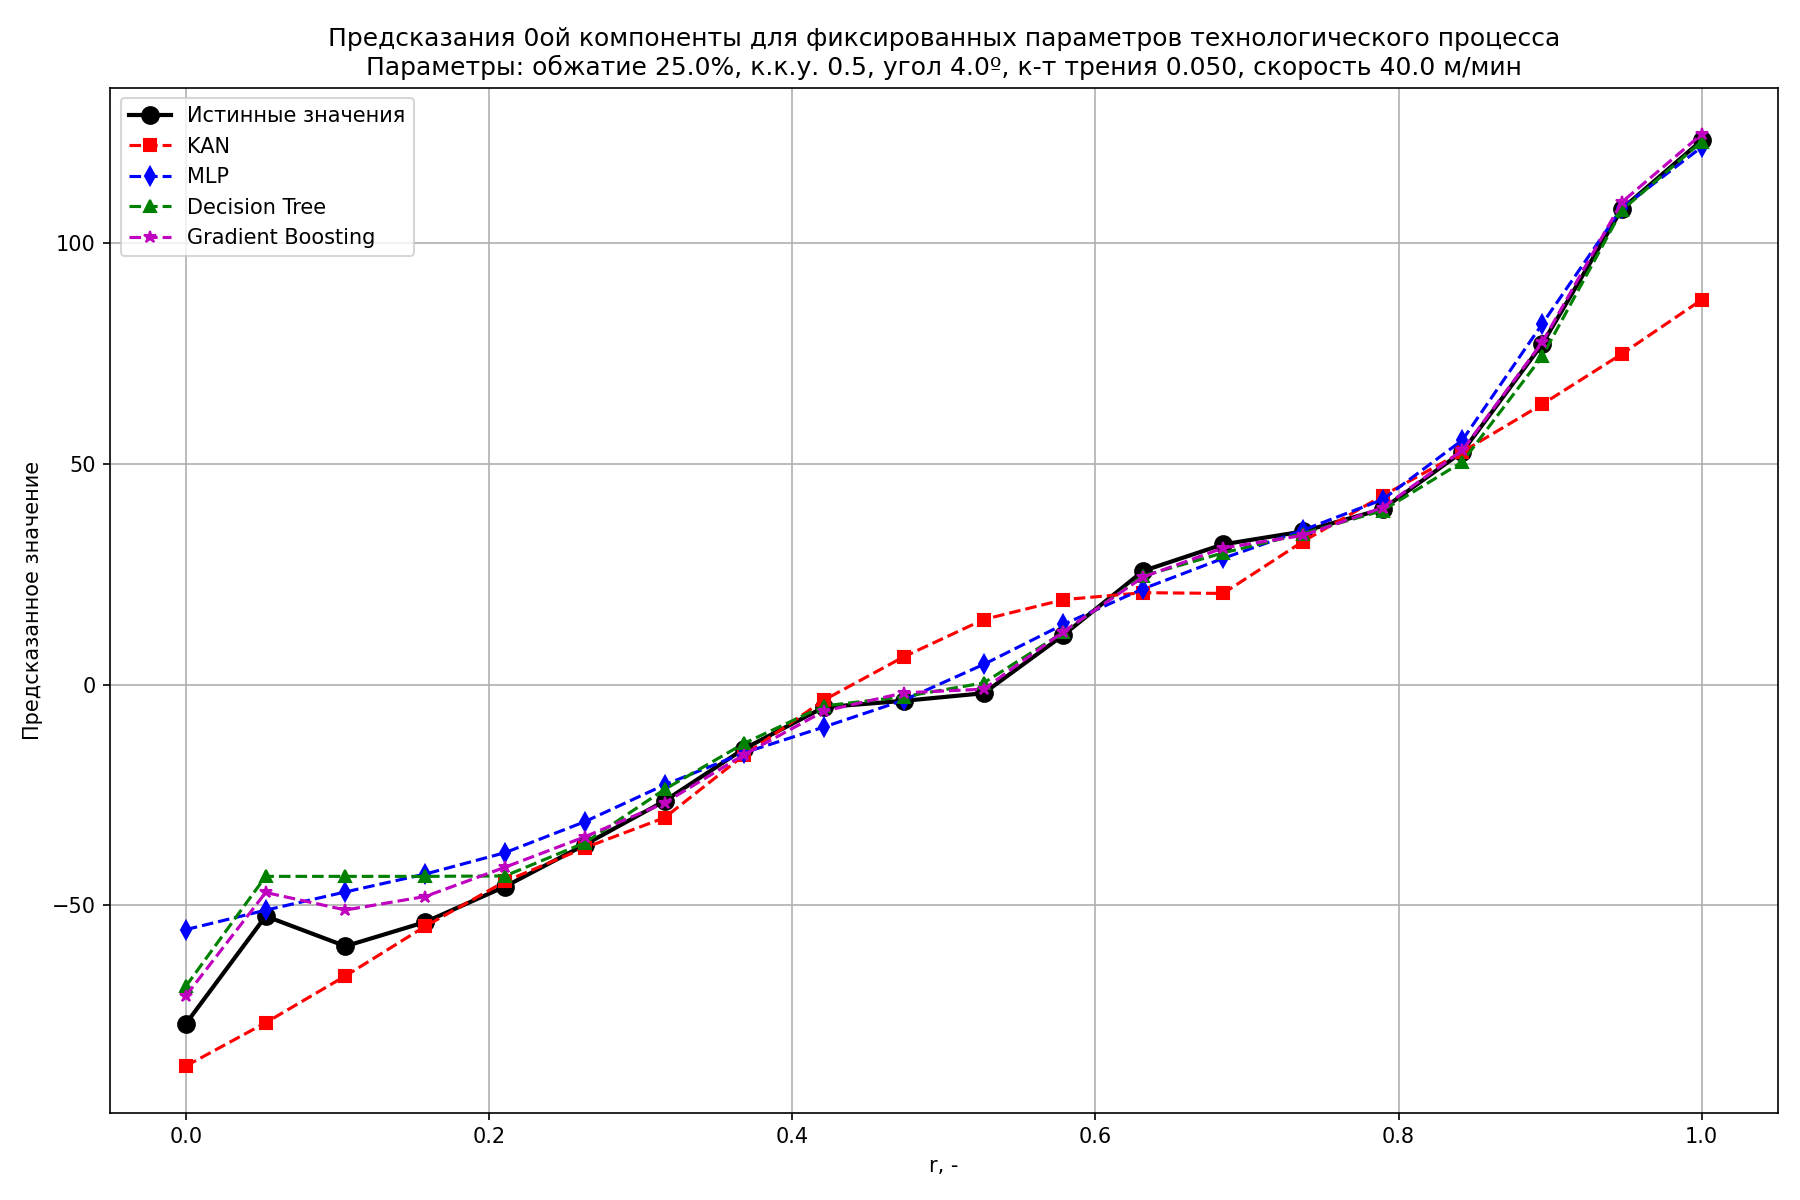 Предсказания 0ой компоненты для фиксированных параметров технологического процесса
Параметры: обжатие 25.0%, к.к.у. 0.5, угол 4.0º, к-т трения 0.050, скорость 40.0 м/мин
Истинные значения
KAN
MLP
Decision Tree
Gradient Boosting
Предсказанное значение
100
50
0
−50
0.0
0.2
0.4
0.6
0.8
1.0
r, -